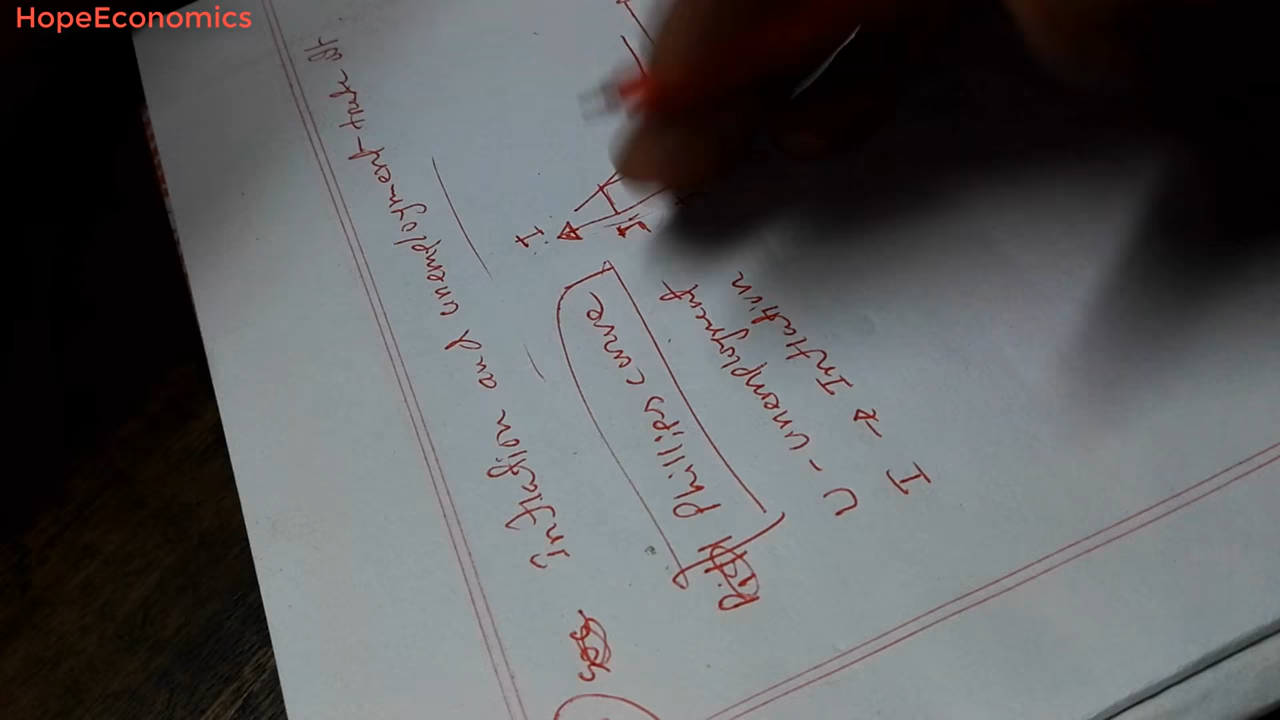 HopeEconomics
inflation and unemployment trade off
Phillips curve
U - unemployment
I Inflation
I